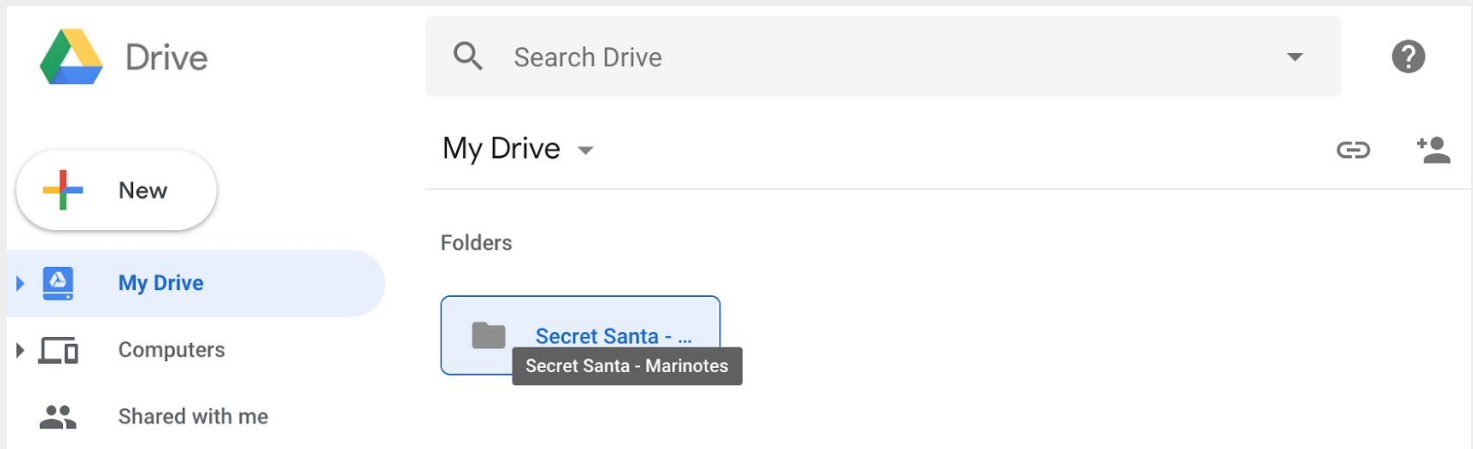 Drive
Search Drive
My Drive
New
Folders
My Drive
Secret Santa - ...
Secret Santa - Marinotes
Computers
Shared with me